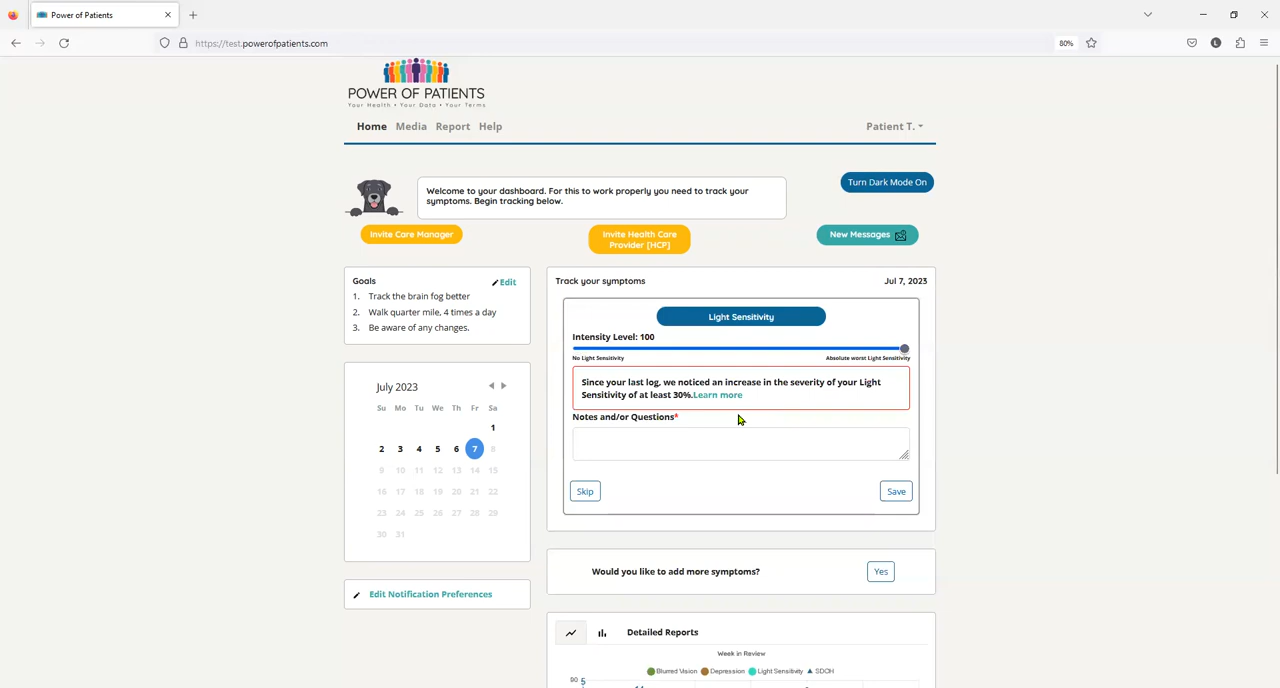 Power of Patients
https://test.powerofpatients.com
80%
L
POWER OF PATIENTS
Your Health • Your Data • Your Terms
Home Media Report Help
Patient T.
Welcome to your dashboard. For this to work properly you need to track your
symptoms. Begin tracking below.
Turn Dark Mode On
Invite Care Manager
Invite Health Care
Provider [HCP]
New Messages
Goals
Edit
1. Track the brain fog better
2. Walk quarter mile, 4 times a day
3. Be aware of any changes.
July 2023
Su Mo Tu We Th Fr Sa
1
2 3 4 5 6 7 8
9 10 11 12 13 14 15
16 17 18 19 20 21 22
23 24 25 26 27 28 29
30 31
Edit Notification Preferences
Track your symptoms
Jul 7, 2023
Light Sensitivity
Intensity Level: 100
No Light Sensitivity
Absolute worst Light Sensitivity
Since your last log, we noticed an increase in the severity of your Light
Sensitivity of at least 30%.Learn more
Notes and/or Questions*
Skip
Save
Would you like to add more symptoms?
Yes
Detailed Reports
Week in Review
Blurred Vision Depression Light Sensitivity SDOH
90 5